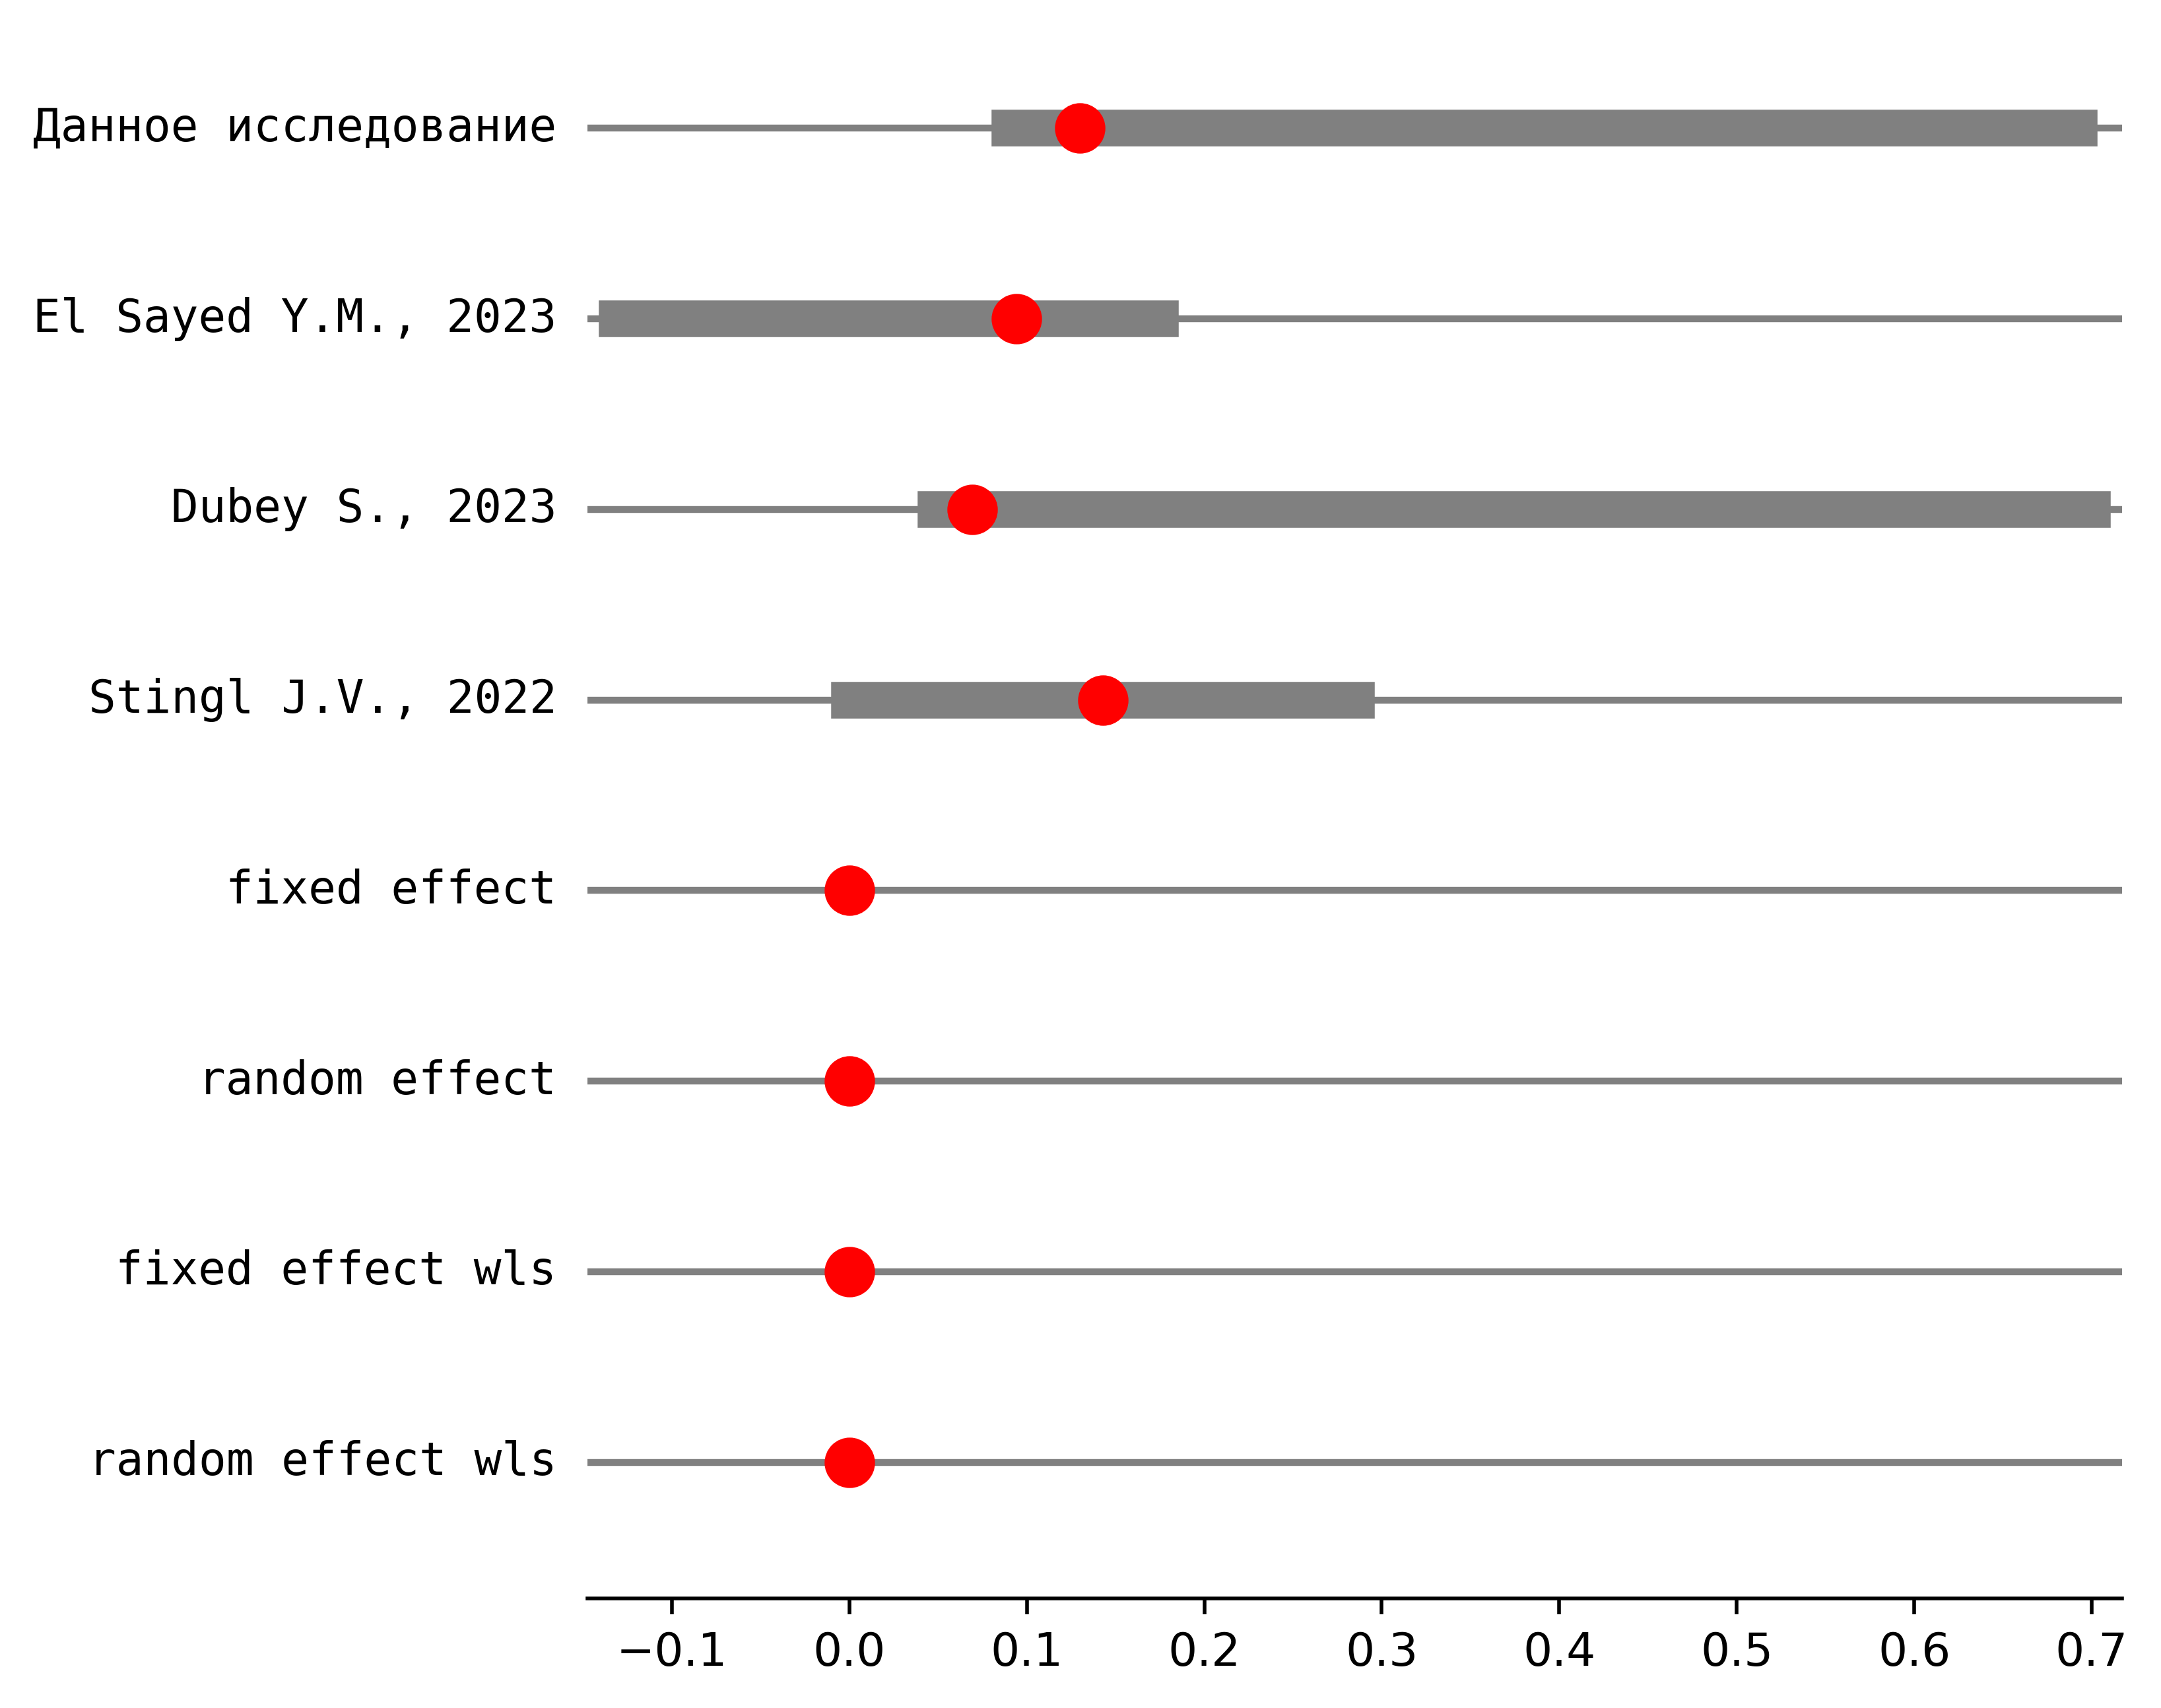 Данное исследование
El Sayed Y.M., 2023
Dubey S., 2023
Stingl J.V., 2022
fixed effect
random effect
fixed effect wls
random effect wls
−0.1 0.0 0.1 0.2 0.3 0.4 0.5 0.6 0.7